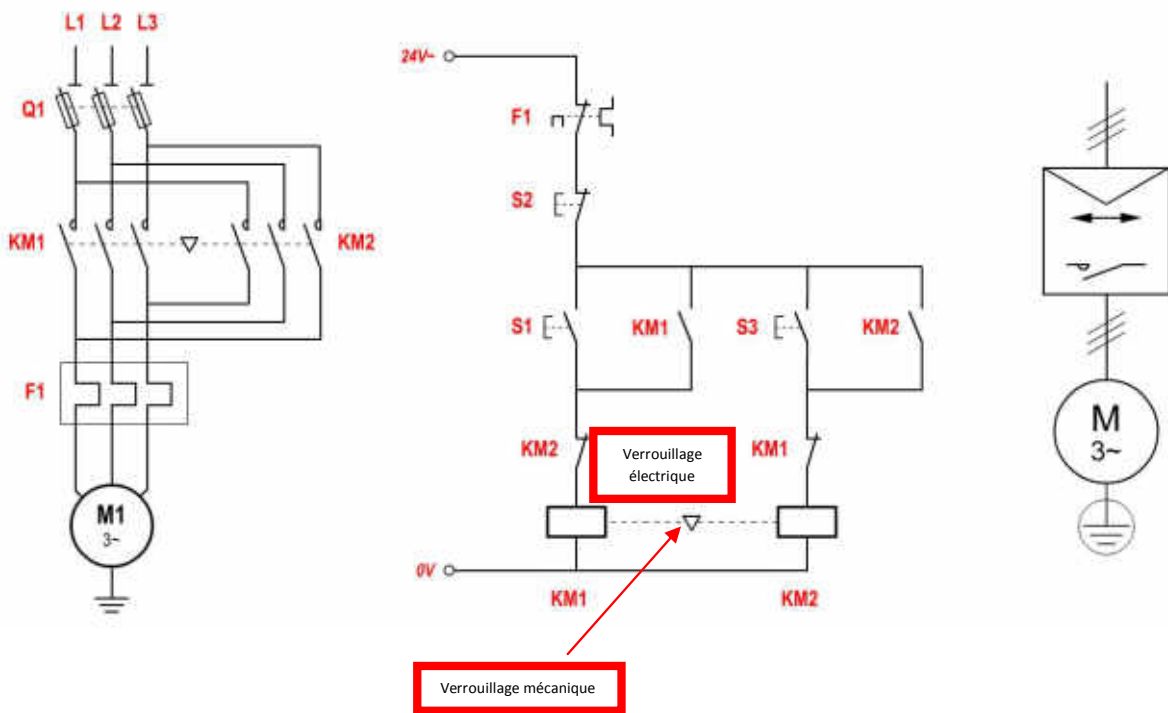 L1 L2 L3
Q1
KM1
KM2
F1
M1
3~
24V~
F1
S2
S1
KM1
S3
KM2
KM2
Verrouillage
électrique
KM1
0V
KM1
KM2
Verrouillage mécanique
M
3~